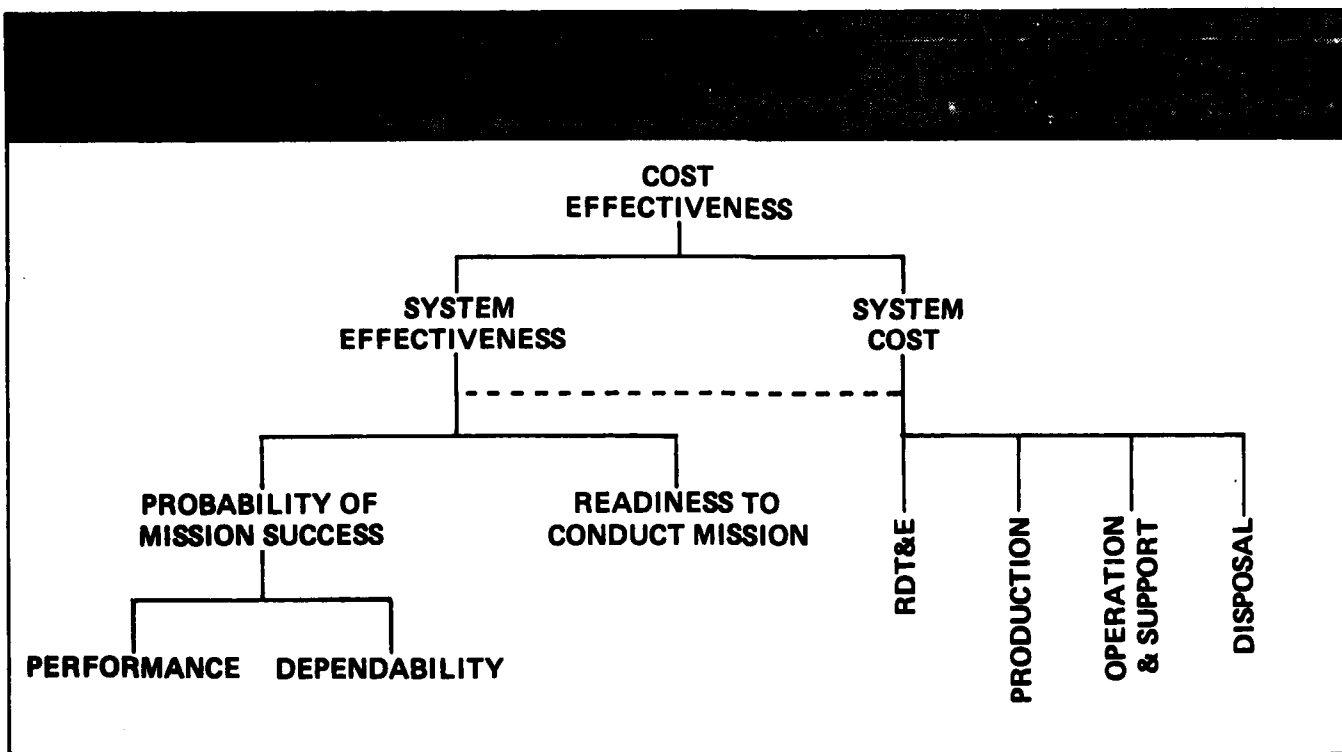 COST
EFFECTIVENESS
SYSTEM
EFFECTIVENESS
SYSTEM
COST
PROBABILITY OF
MISSION SUCCESS
READINESS TO
CONDUCT MISSION
PERFORMANCE
DEPENDABILITY
RDT&E
PRODUCTION
OPERATION
& SUPPORT
DISPOSAL